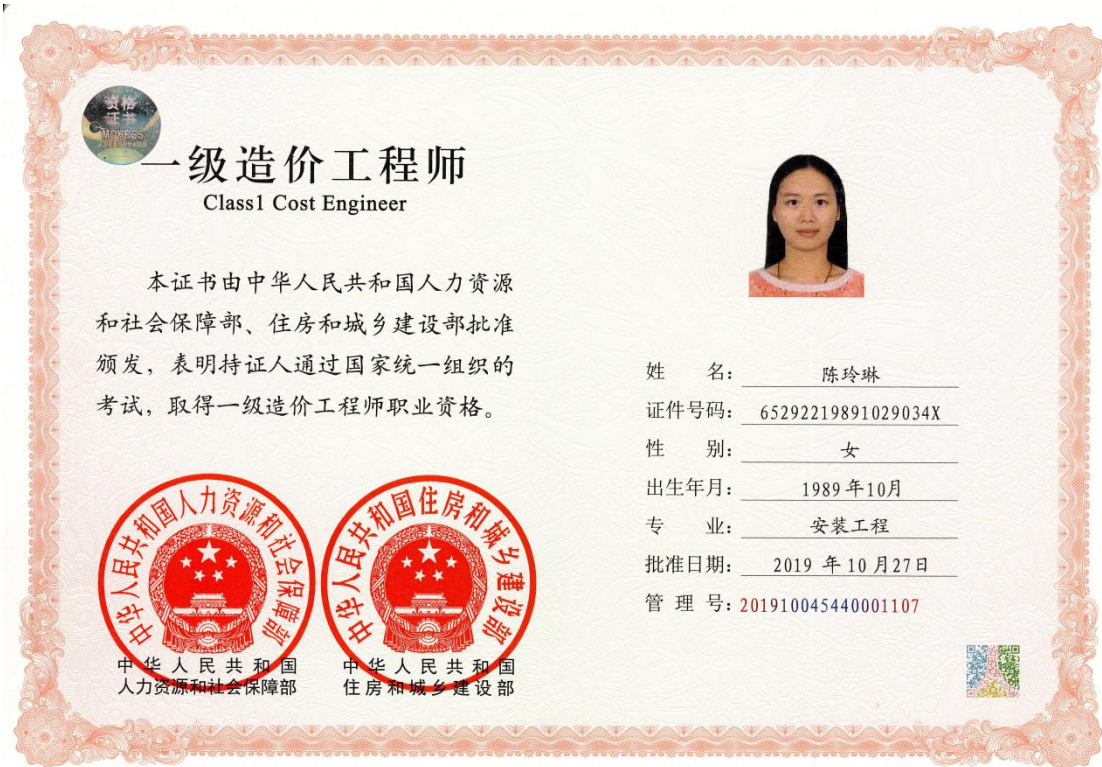 资格
证书
MOHRSS
一级造价工程师
Class1 Cost Engineer
本证书由中华人民共和国人力资源
和社会保障部、住房和城乡建设部批准
颁发，表明持证人通过国家统一组织的
考试，取得一级造价工程师职业资格。
中华人民共和国人力资源和社会保障部
中华人民共和国住房和城乡建设部
中华人民共和国
人力资源和社会保障部
中华人民共和国
住房和城乡建设部
姓 名： 陈玲琳
证件号码： 65292219891029034X
性 别： 女
出生年月： 1989年10月
专 业： 安装工程
批准日期： 2019 年 10 月27日
管 理 号： 201910045440001107